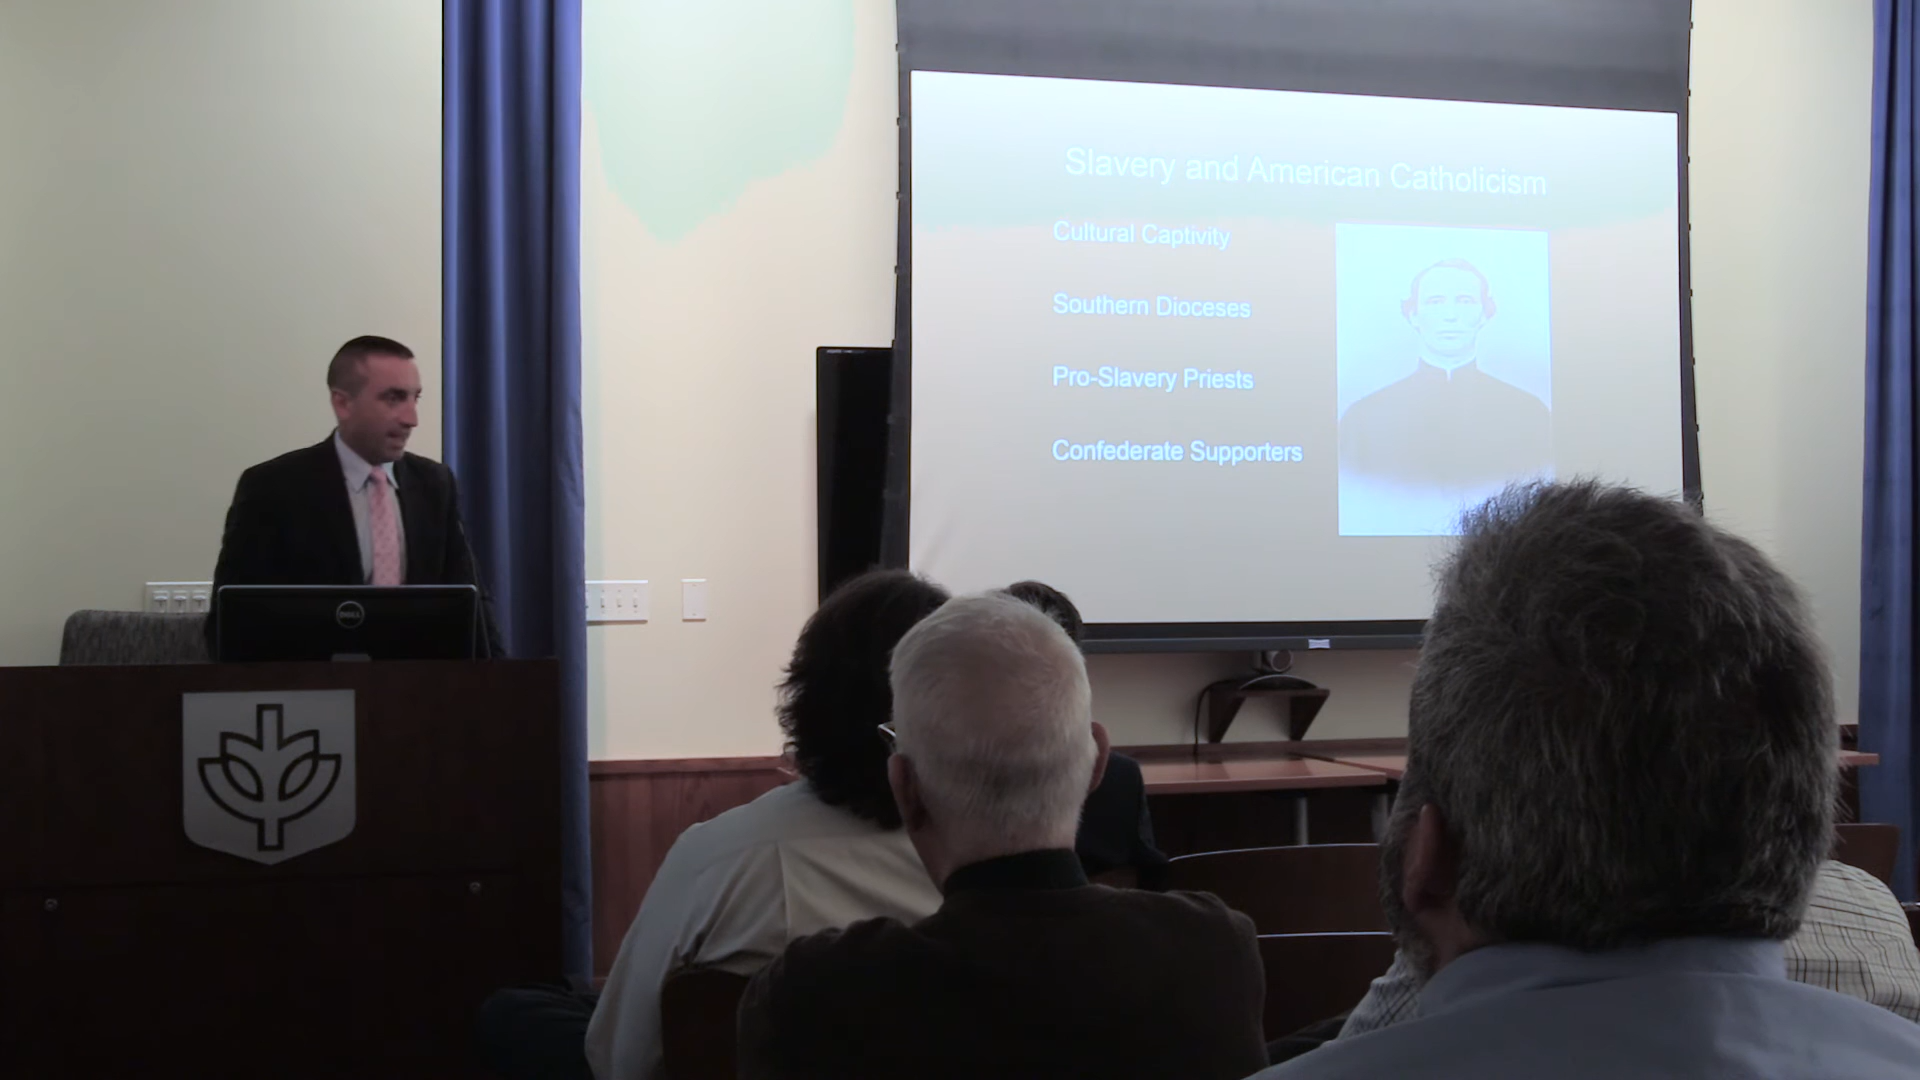 Slavery and American Catholicism
Cultural Captivity
Southern Dioceses
Pro-Slavery Priests
Confederate Supporters
DELL